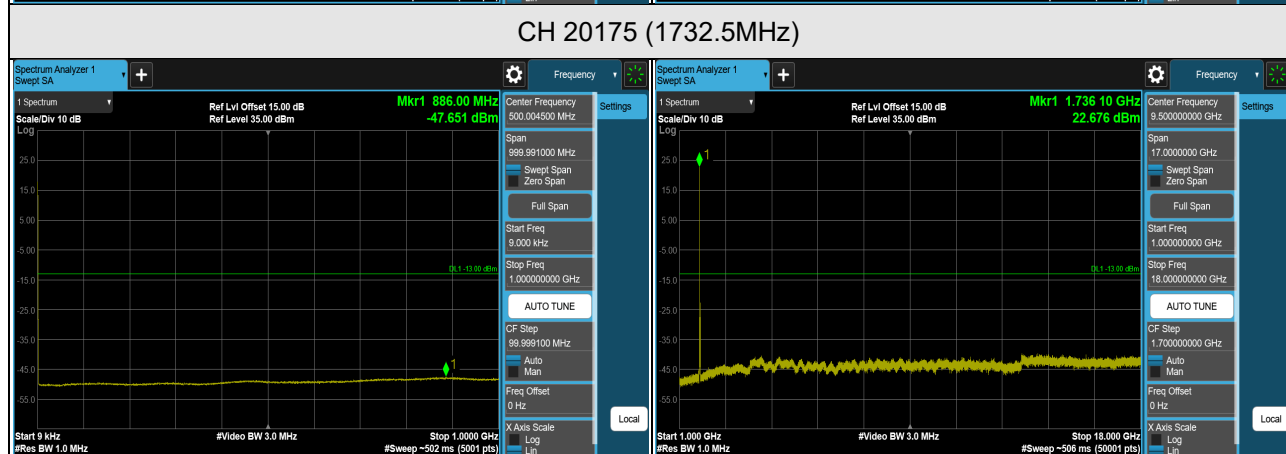 Lin
Lin
CH 20175 (1732.5MHz)
Spectrum Analyzer 1
Swept SA
+
Frequency
1 Spectrum
Scale/Div 10 dB
Log
Ref Lvl Offset 15.00 dB
Ref Level 35.00 dBm
Mkr1 886.00 MHz
-47.651 dBm
25.0
15.0
5.00
-5.00
-15.0
-25.0
-35.0
-45.0
-55.0
DL1 -13.00 dBm
1
Start 9 kHz
#Res BW 1.0 MHz
#Video BW 3.0 MHz
Stop 1.0000 GHz
#Sweep ~502 ms (5001 pts)
Center Frequency
500.004500 MHz
Span
999.991000 MHz
Swept Span
Zero Span
Full Span
Start Freq
9.000 kHz
Stop Freq
1.000000000 GHz
AUTO TUNE
CF Step
99.999100 MHz
Auto
Man
Freq Offset
0 Hz
X Axis Scale
Log
Lin
Settings
Local
Spectrum Analyzer 1
Swept SA
+
Frequency
1 Spectrum
Scale/Div 10 dB
Log
Ref Lvl Offset 15.00 dB
Ref Level 35.00 dBm
Mkr1 1.736 10 GHz
22.676 dBm
25.0
15.0
5.00
-5.00
-15.0
-25.0
-35.0
-45.0
-55.0
DL1 -13.00 dBm
1
Start 1.000 GHz
#Res BW 1.0 MHz
#Video BW 3.0 MHz
Stop 18.000 GHz
#Sweep ~506 ms (5001 pts)
Center Frequency
9.500000000 GHz
Span
17.0000000 GHz
Swept Span
Zero Span
Full Span
Start Freq
1.000000000 GHz
Stop Freq
18.000000000 GHz
AUTO TUNE
CF Step
1.700000000 GHz
Auto
Man
Freq Offset
0 Hz
X Axis Scale
Log
Lin
Settings
Local